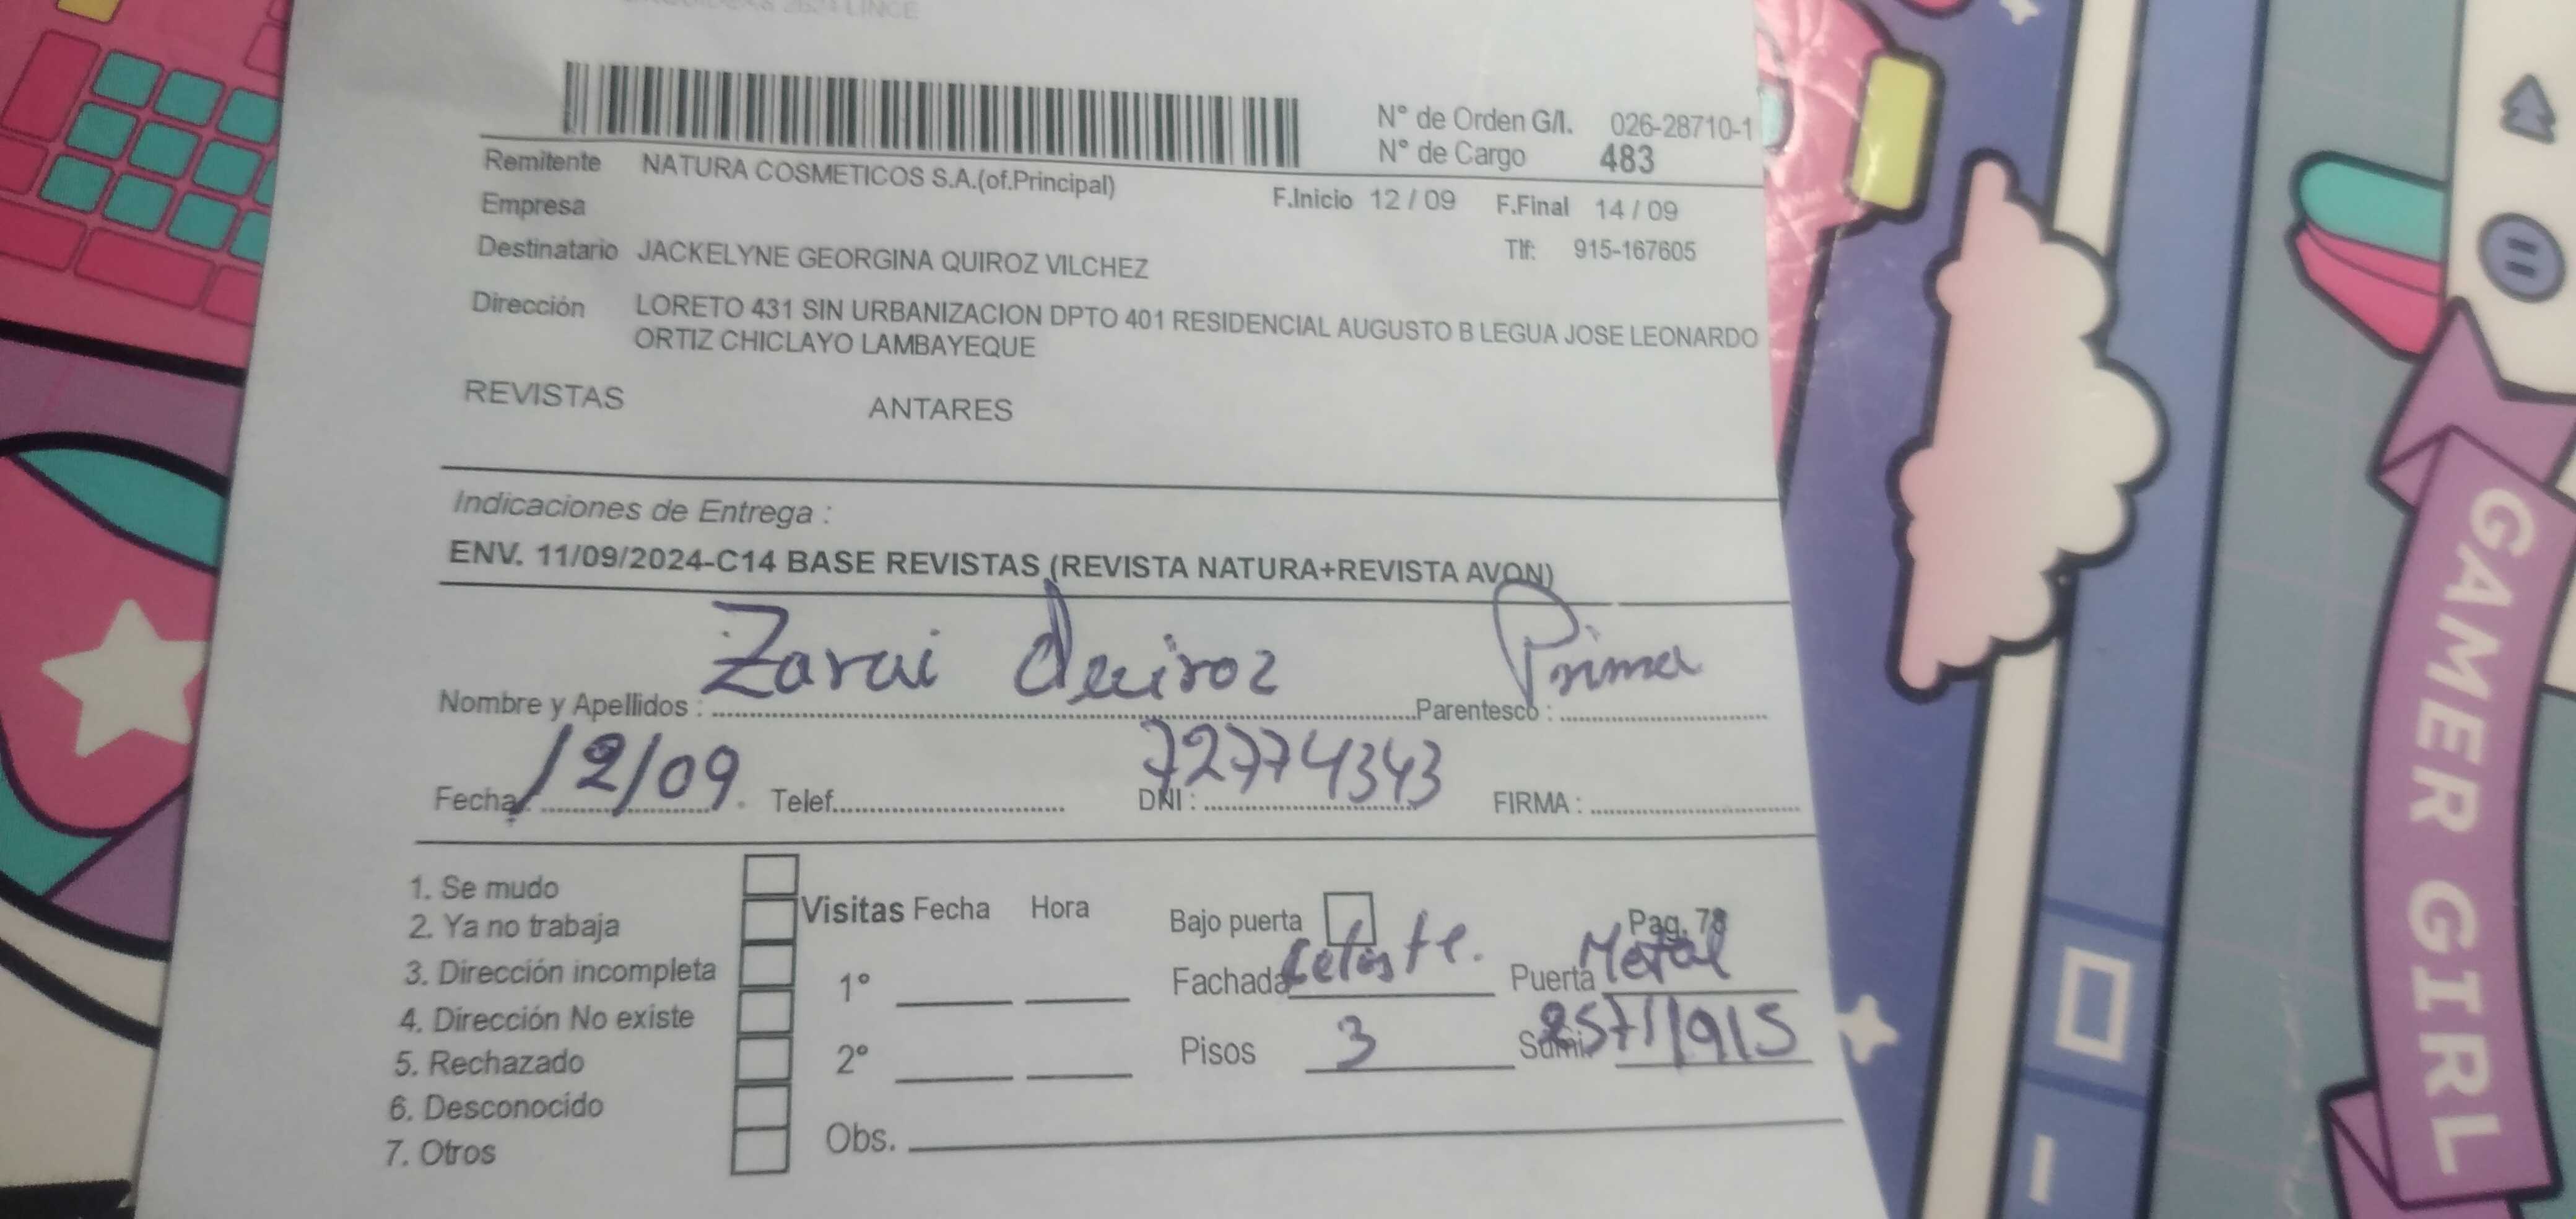 LINCE
N° de Orden G/I. 026-28710-1
N° de Cargo 483
Remitente NATURA COSMETICOS S.A.(of.Principal)
Empresa F.Inicio 12 / 09 F.Final 14 / 09
Destinatario JACKELYNE GEORGINA QUIROZ VILCHEZ Tlf: 915-167605
Dirección LORETO 431 SIN URBANIZACION DPTO 401 RESIDENCIAL AUGUSTO B LEGUA JOSE LEONARDO
ORTIZ CHICLAYO LAMBAYEQUE
REVISTAS ANTARES
Indicaciones de Entrega :
ENV. 11/09/2024-C14 BASE REVISTAS (REVISTA NATURA+REVISTA AVON)
Nombre y Apellidos : Zarai Quiroz Parentesco : Prima
Fecha: 12/09 Telef. DNI : 72774343 FIRMA :
1. Se mudo
2. Ya no trabaja
3. Dirección incompleta
4. Dirección No existe
5. Rechazado
6. Desconocido
7. Otros
Visitas Fecha Hora
1°
2°
Obs.
Bajo puerta Pag. 78
Fachada Celeste. Puerta Metal
Pisos 3 Sumi. 25711915
GAMER GIRL